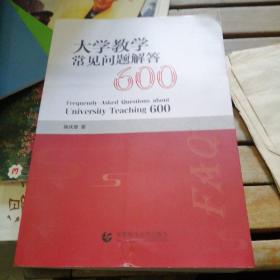 大学教学
常见问题解答
600
Frequently Asked Questions about
University Teaching 600
FAQ